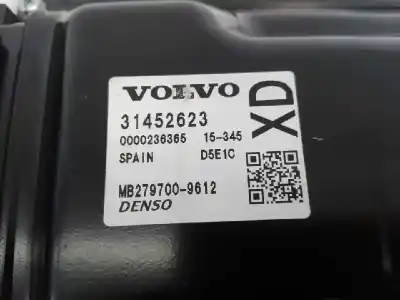 VOLVO
31452623
0000236365 15-345
SPAIN D5E1C
XD
MB279700-9612
DENSO